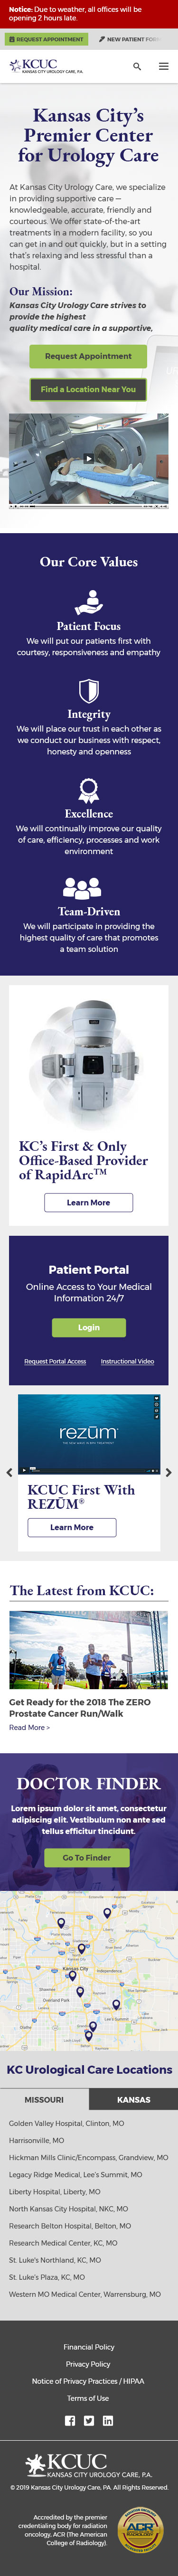 Notice: Due to weather, all offices will be
opening 2 hours late.
REQUEST APPOINTMENT
NEW PATIENT FORM
KCUC
KANSAS CITY UROLOGY CARE, P.A.
Kansas City's
Premier Center
for Urology Care
At Kansas City Urology Care, we specialize
in providing supportive care —
knowledgeable, accurate, friendly and
courteous. We offer state-of-the-art
treatments in a modern facility, so you
can get in and out quickly, but in a setting
that's relaxing and less stressful than a
hospital.
Our Mission:
Kansas City Urology Care strives to
provide the highest
quality medical care in a supportive,
Request Appointment
Find a Location Near You
Our Core Values
Patient Focus
We will put our patients first with
courtesy, responsiveness and empathy
Integrity
We will place our trust in each other as
we conduct our business with respect,
honesty and openness
Excellence
We will continually improve our quality
of care, efficiency, processes and work
environment
Team-Driven
We will participate in providing the
highest quality of care that promotes
a team solution
KC's First & Only
Office-Based Provider
of RapidArc™
Learn More
Patient Portal
Online Access to Your Medical
Information 24/7
Login
Request Portal Access
Instructional Video
rezūm™
KCUC First With
REZŪM®
Learn More
The Latest from KCUC:
Get Ready for the 2018 The ZERO
Prostate Cancer Run/Walk
Read More >
DOCTOR FINDER
Lorem ipsum dolor sit amet, consectetur
adipiscing elit. Vestibulum non ante sed
tellus efficitur tincidunt.
Go To Finder
Kansas City
Independence
Overland Park
KC Urological Care Locations
MISSOURI
KANSAS
Golden Valley Hospital, Clinton, MO
Harrisonville, MO
Hickman Mills Clinic/Encompass, Grandview, MO
Legacy Ridge Medical, Lee's Summit, MO
Liberty Hospital, Liberty, MO
North Kansas City Hospital, NKC, MO
Research Belton Hospital, Belton, MO
Research Medical Center, KC, MO
St. Luke's Northland, KC, MO
St. Luke's Plaza, KC, MO
Western MO Medical Center, Warrensburg, MO
Financial Policy
Privacy Policy
Notice of Privacy Practices / HIPAA
Terms of Use
KCUC
KANSAS CITY UROLOGY CARE, P.A.
© 2019 Kansas City Urology Care, PA. All Rights Reserved
Accredited by the premier
credentialing body for radiation
oncology, ACR (The American
College of Radiology).
ACR